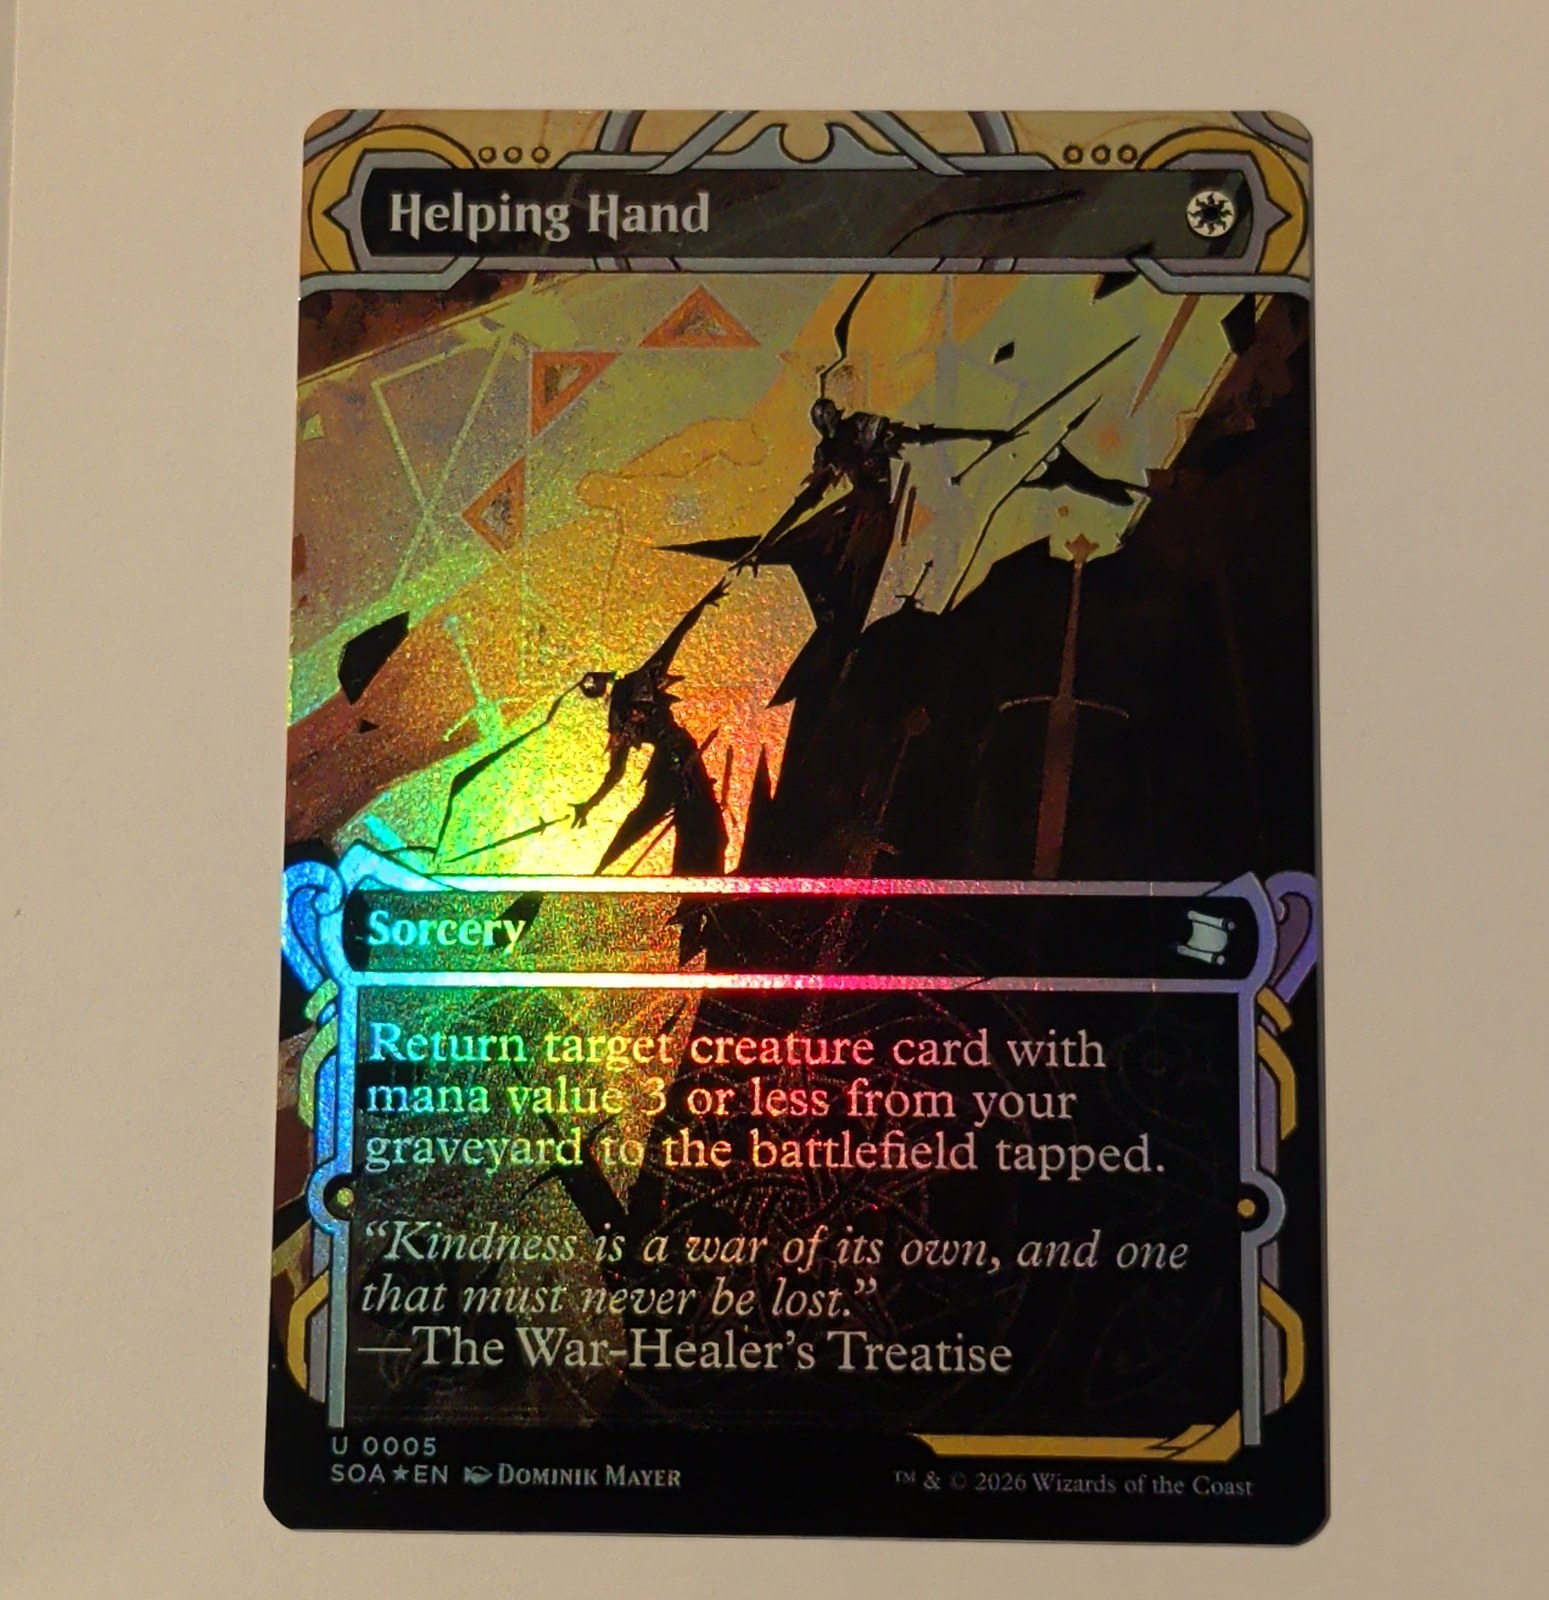 Helping Hand
Sorcery
Return target creature card with
mana value 3 or less from your
graveyard to the battlefield tapped.
“Kindness is a war of its own, and one
that must never be lost.”
—The War-Healer’s Treatise
U 0005
SOA★EN DOMINIK MAYER
™ & © 2026 Wizards of the Coast